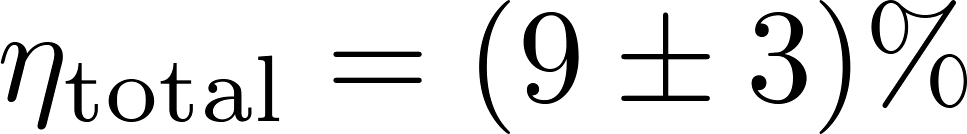 η_total = (9 ± 3)%